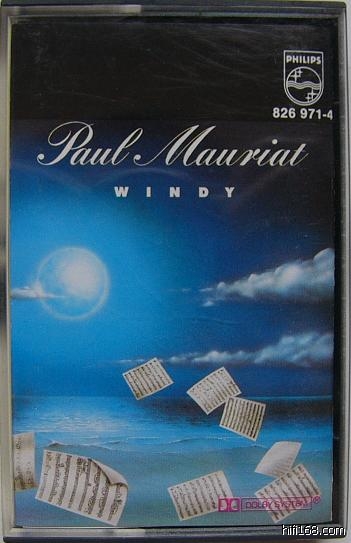 PHILIPS
826 971-4
Paul Mauriat
WINDY
DOLBY SYSTEM®
hifi168.com